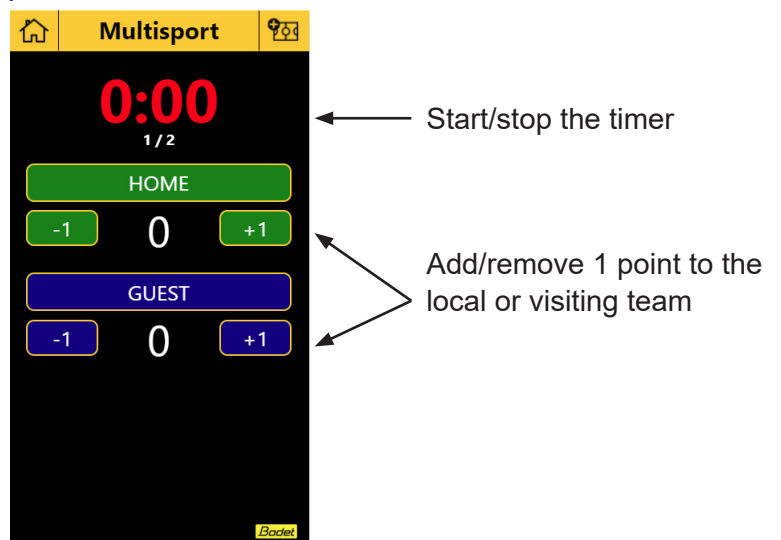 Multisport
0:00
Start/stop the timer
1 / 2
HOME
-1 0 +1
Add/remove 1 point to the
local or visiting team
GUEST
-1 0 +1
Bodet